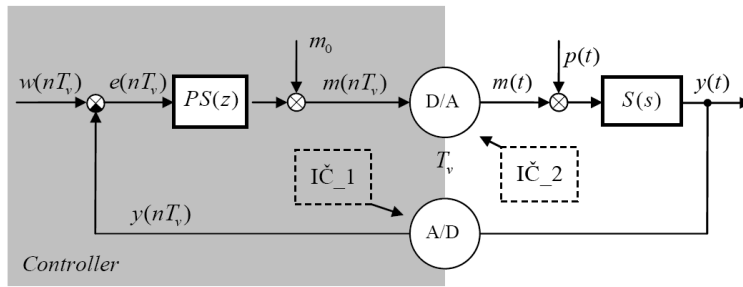 m₀
p(t)
w(nTᵥ)
e(nTᵥ)
PS(z)
m(nTᵥ)
D/A
m(t)
S(s)
y(t)
Tᵥ
IČ_1
IČ_2
y(nTᵥ)
A/D
Controller